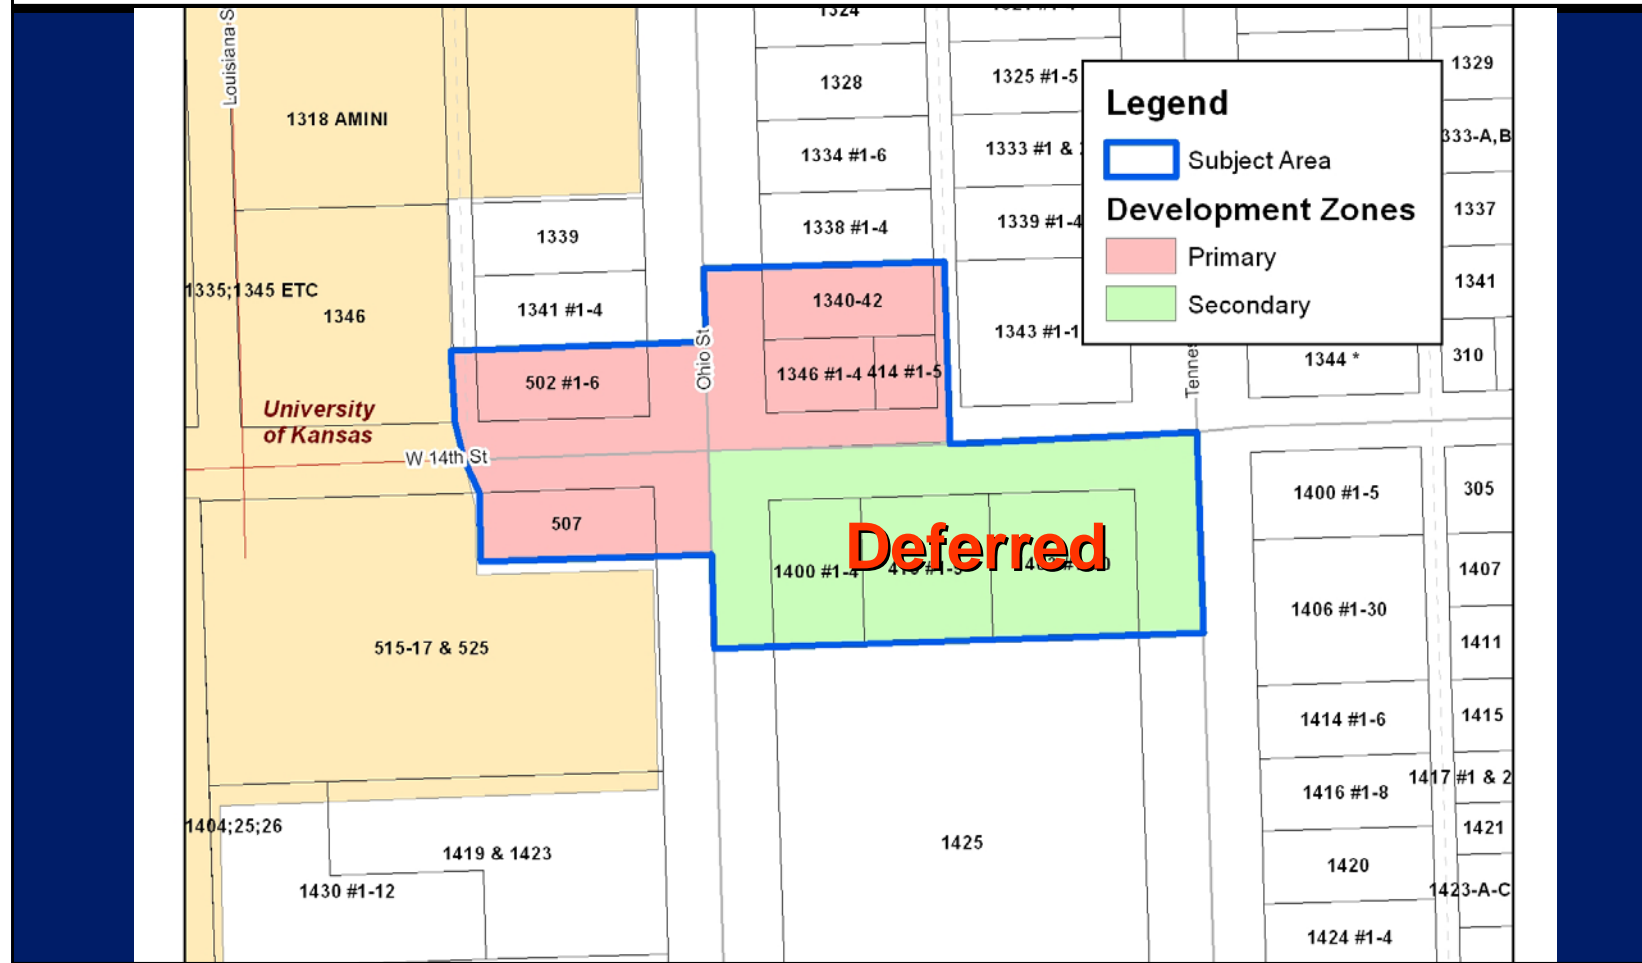 1324
Louisiana S
1328
1325 #1-5
1329
Legend
1318 AMINI
1334 #1-6
1333 #1 &
333-A,B
Subject Area
Development Zones
1339
1338 #1-4
1339 #1-4
1337
Primary
1335;1345 ETC
1346
1341 #1-4
1340-42
1341
Secondary
1343 #1-1
Ohio St
Tennes
502 #1-6
1346 #1-4
414 #1-5
1344 *
310
University
of Kansas
W 14th St
507
1400 #1-5
305
Deferred
1400 #1-4
1407
1406 #1-30
515-17 & 525
1411
1414 #1-6
1415
1416 #1-8
1417 #1 & 2
1404;25;26
1419 & 1423
1425
1421
1430 #1-12
1420
1423-A-C
1424 #1-4